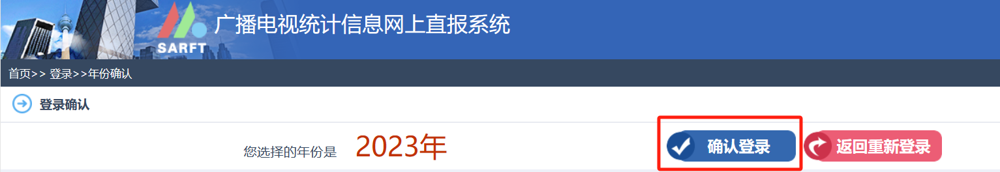 SARFT
广播电视统计信息网上直报系统
首页>> 登录>>年份确认
登录确认
您选择的年份是 2023年 确认登录 返回重新登录